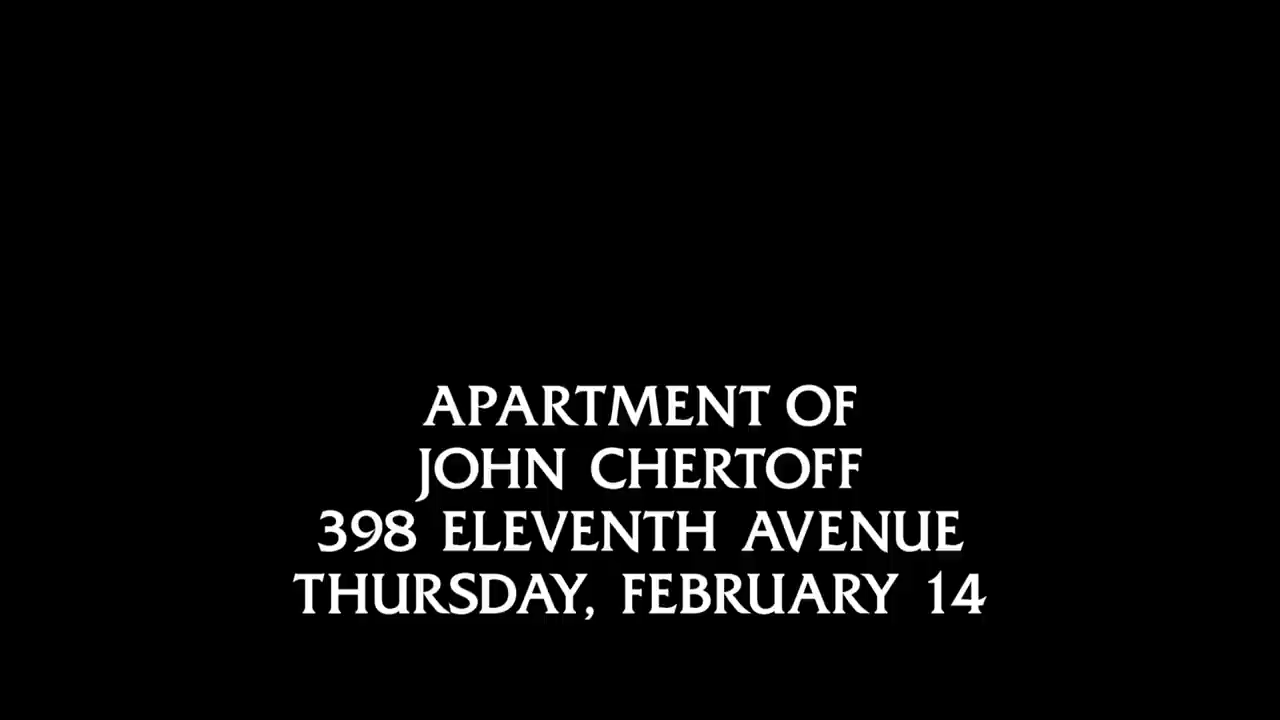 APARTMENT OF
JOHN CHERTOFF
398 ELEVENTH AVENUE
THURSDAY, FEBRUARY 14